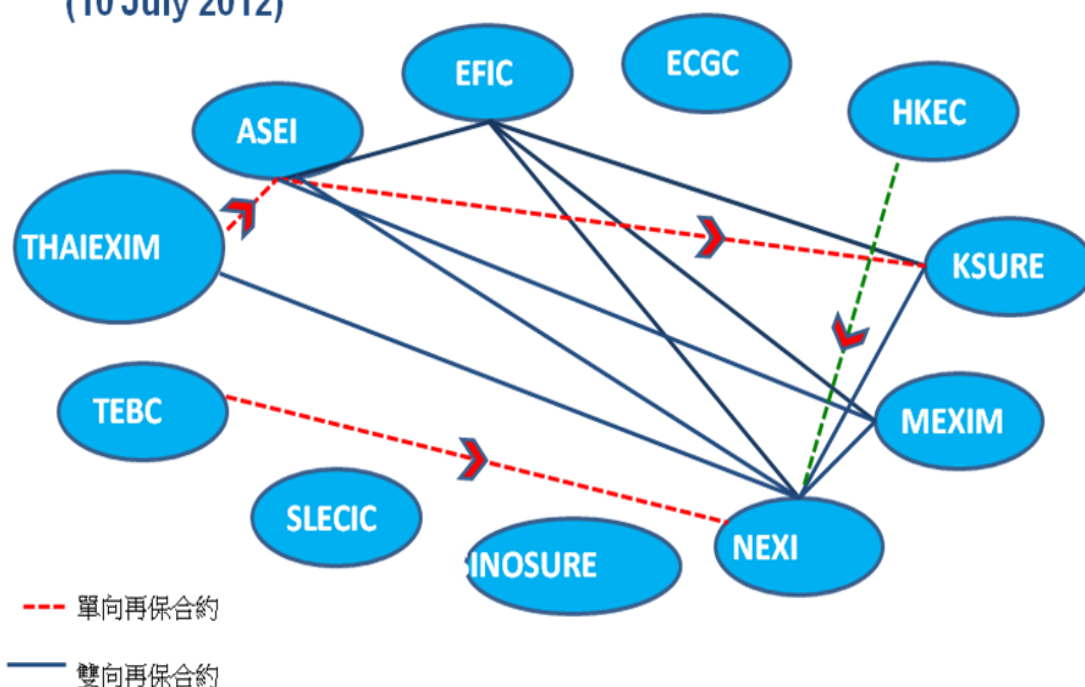 (10 July 2012)
EFIC
ECGC
HKEC
ASEI
THAIEXIM
KSURE
TEBC
MEXIM
SLECIC
NEXI
INOSURE
單向再保合約
雙向再保合約